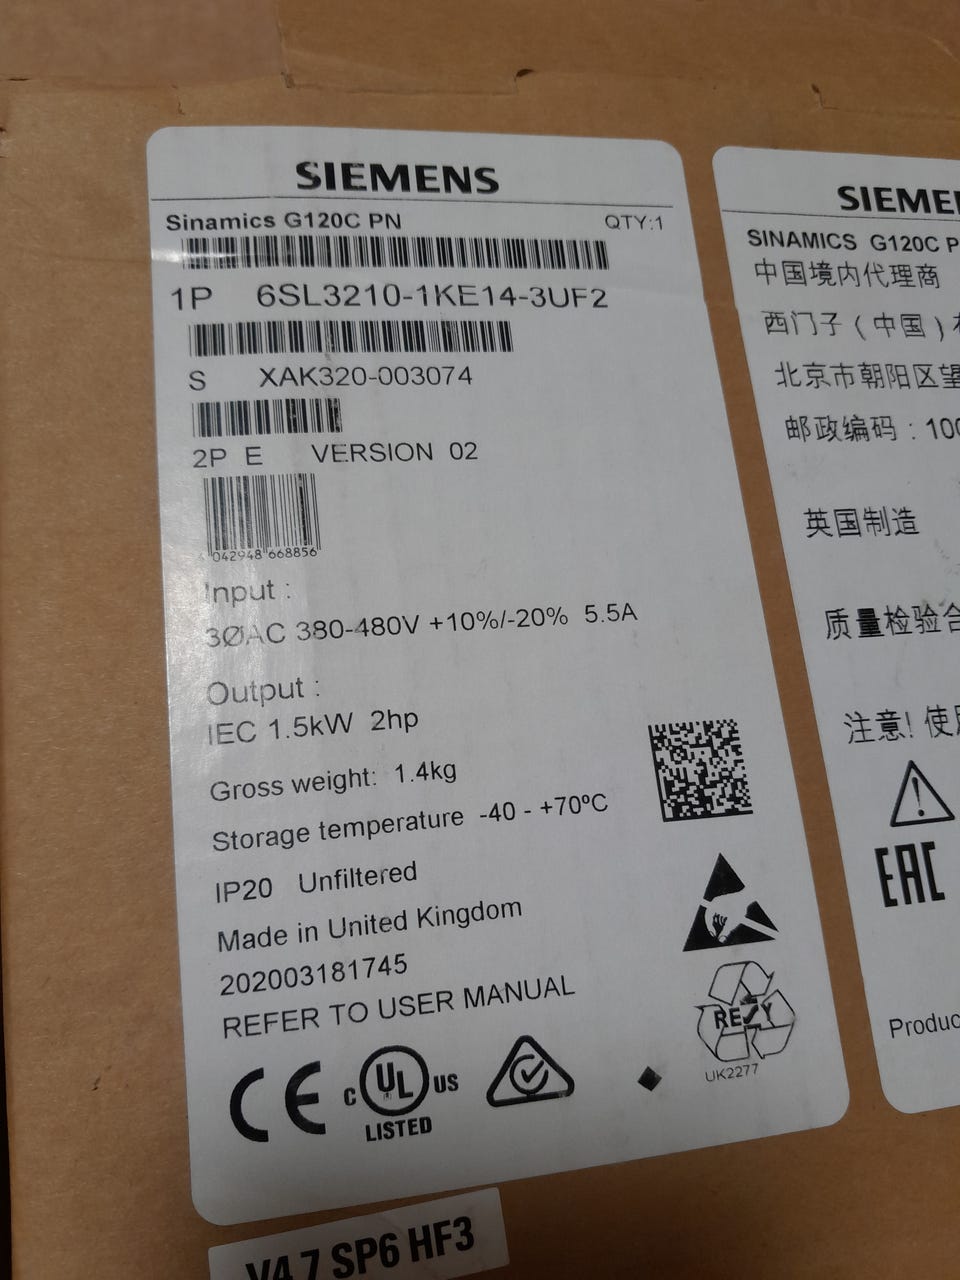 SIEMENS
Sinamics G120C PN QTY:1
1P 6SL3210-1KE14-3UF2
S XAK320-003074
2P E VERSION 02
4 042948 668856
Input :
3ØAC 380-480V +10%/-20% 5.5A
Output :
IEC 1.5kW 2hp
Gross weight: 1.4kg
Storage temperature -40 - +70ºC
IP20 Unfiltered
Made in United Kingdom
202003181745
REFER TO USER MANUAL
CE
C UL US
LISTED
RESY
UK2277
V4.7 SP6 HF3
SIEMEN
SINAMICS G120C P
中国境内代理商
西门子（中国）
北京市朝阳区望
邮政编码：100
英国制造
质量检验合
注意! 使用
EAC
Produc